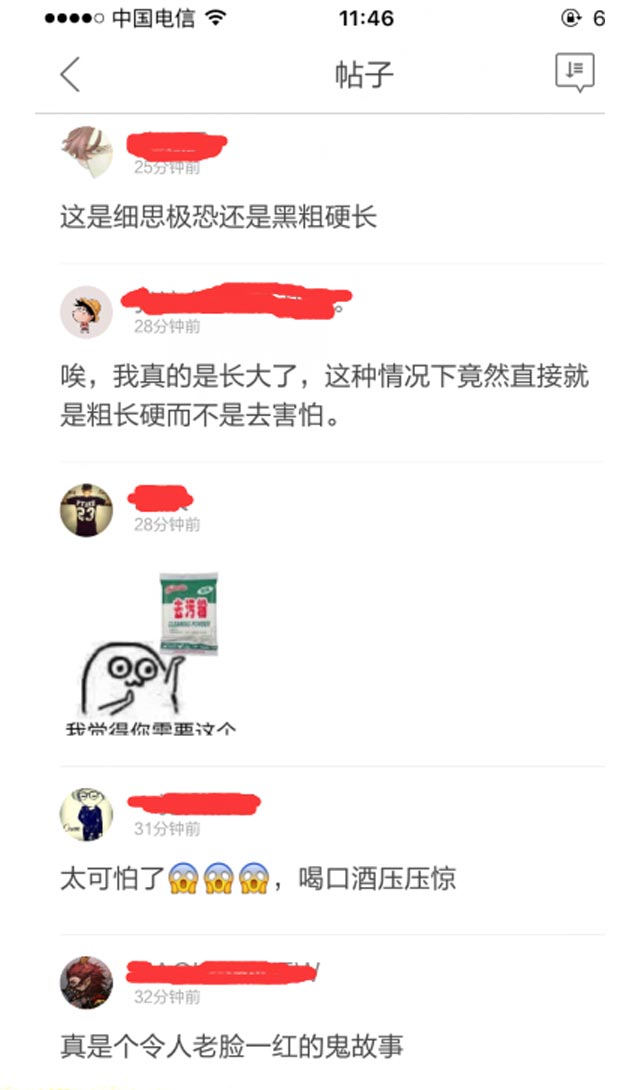 中国电信
11:46
6
帖子
25分钟前
这是细思极恐还是黑粗硬长
28分钟前
唉，我真的是长大了，这种情况下竟然直接就
是粗长硬而不是去害怕。
28分钟前
去污粉
CLEANING POWDER
我觉得你需要这个
31分钟前
太可怕了😱😱😱，喝口酒压压惊
32分钟前
真是个令人老脸一红的鬼故事